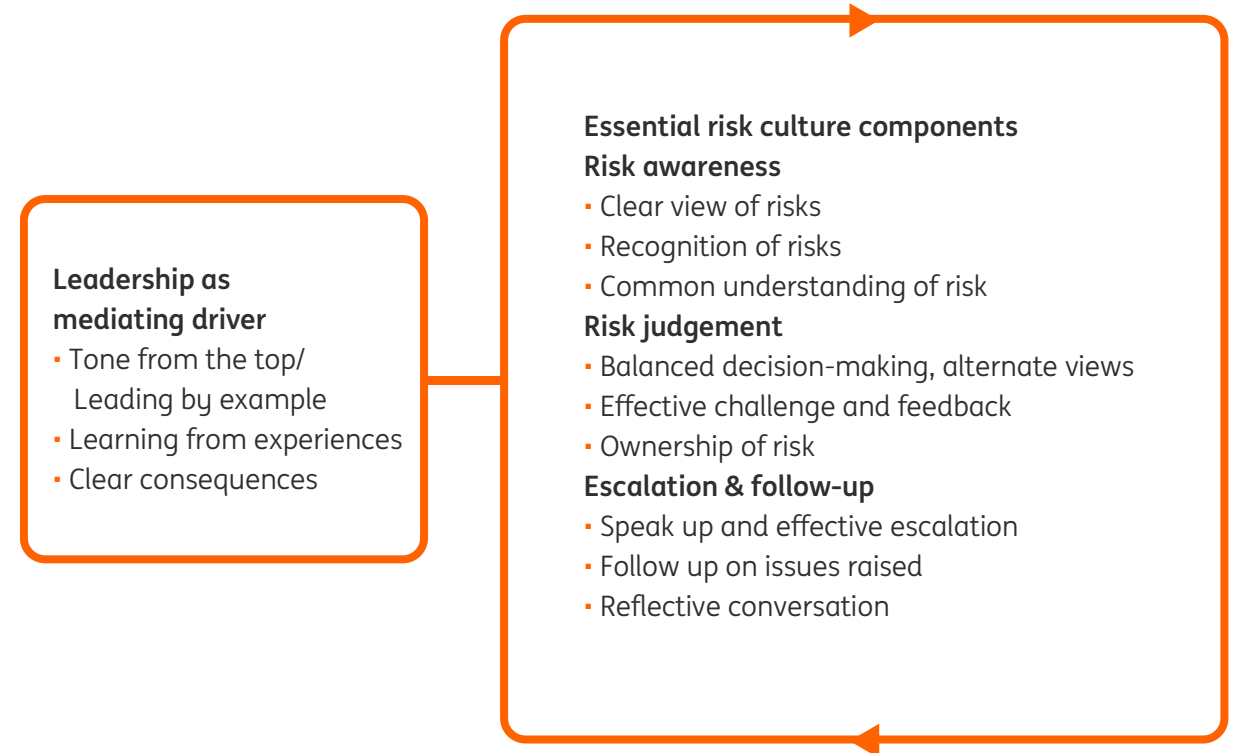 Leadership as
mediating driver
▪ Tone from the top/
Leading by example
▪ Learning from experiences
▪ Clear consequences
Essential risk culture components
Risk awareness
▪ Clear view of risks
▪ Recognition of risks
▪ Common understanding of risk
Risk judgement
▪ Balanced decision-making, alternate views
▪ Effective challenge and feedback
▪ Ownership of risk
Escalation & follow-up
▪ Speak up and effective escalation
▪ Follow up on issues raised
▪ Reflective conversation